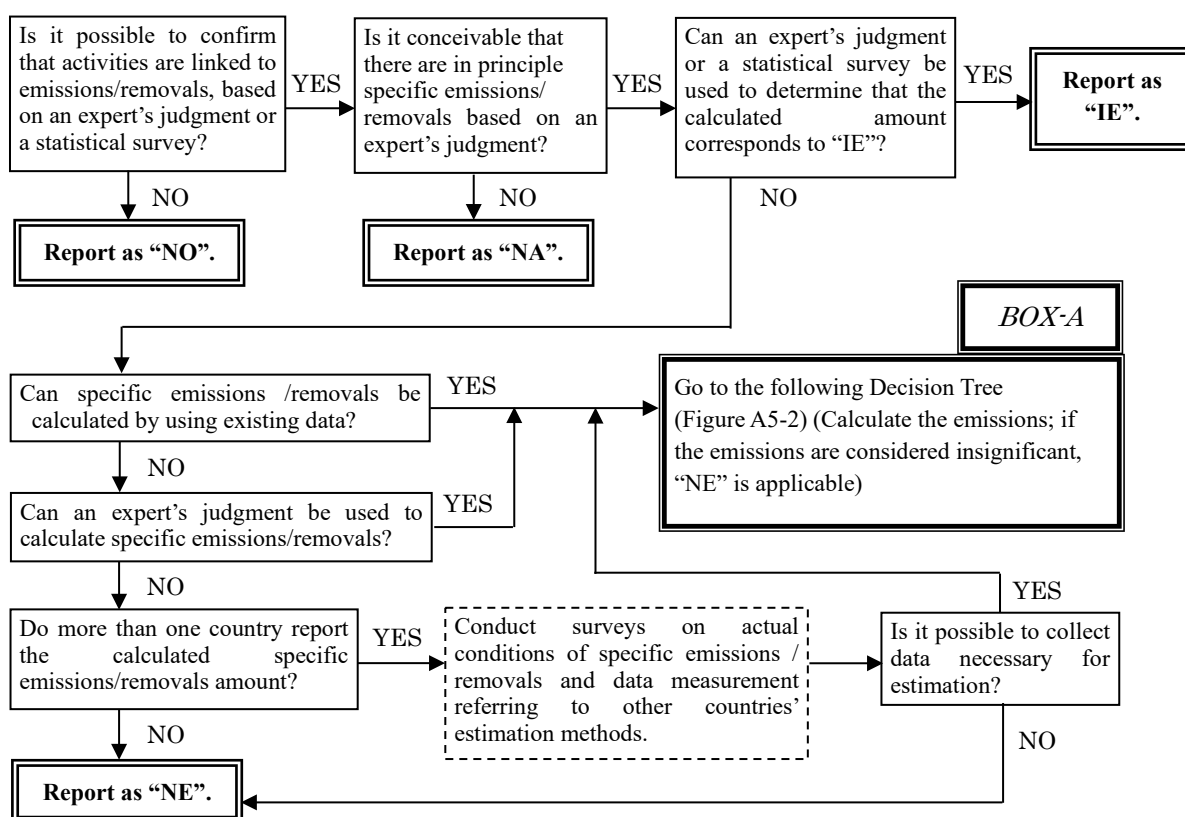 Is it possible to confirm
that activities are linked to
emissions/removals, based
on an expert’s judgment or
a statistical survey?
YES
Is it conceivable that
there are in principle
specific emissions/
removals based on an
expert’s judgment?
YES
Can an expert’s judgment
or a statistical survey be
used to determine that the
calculated amount
corresponds to “IE”?
YES
Report as
“IE”.
NO
NO
NO
Report as “NO”.
Report as “NA”.
BOX-A
Can specific emissions /removals be
calculated by using existing data?
YES
Go to the following Decision Tree
(Figure A5-2) (Calculate the emissions; if
the emissions are considered insignificant,
“NE” is applicable)
NO
Can an expert’s judgment be used to
calculate specific emissions/removals?
YES
NO
Do more than one country report
the calculated specific
emissions/removals amount?
YES
Conduct surveys on actual
conditions of specific emissions /
removals and data measurement
referring to other countries’
estimation methods.
YES
Is it possible to collect
data necessary for
estimation?
NO
NO
Report as “NE”.